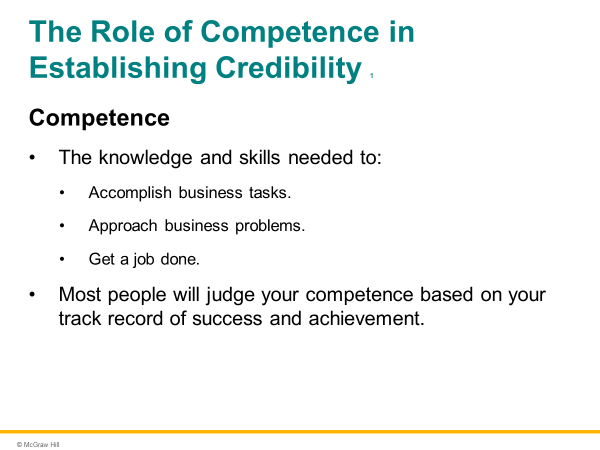 The Role of Competence in
Establishing Credibility 1
Competence
• The knowledge and skills needed to:
• Accomplish business tasks.
• Approach business problems.
• Get a job done.
• Most people will judge your competence based on your
track record of success and achievement.
© McGraw Hill